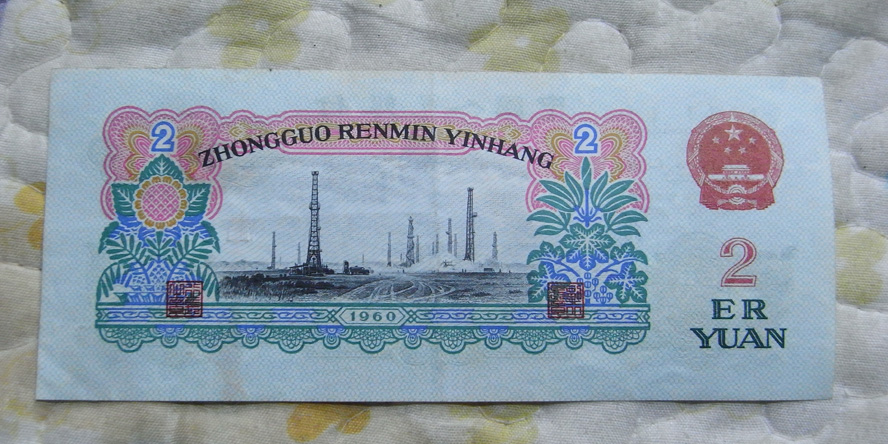 2
2
ZHONGGUO RENMIN YINHANG
2
ER
YUAN
1960